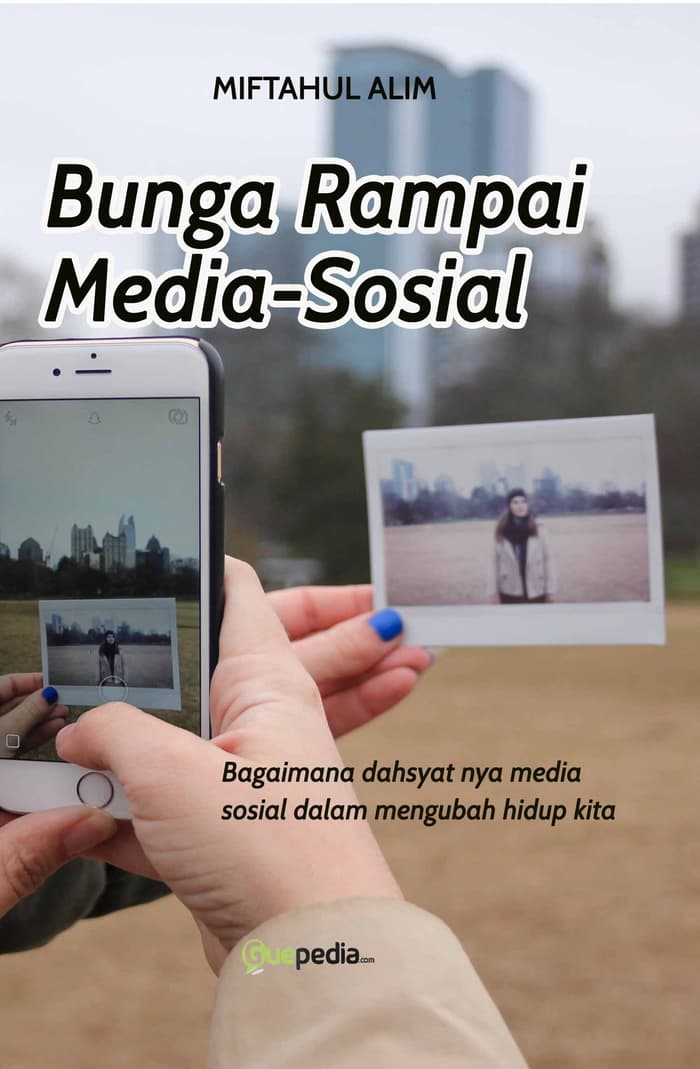 MIFTAHUL ALIM
Bunga Rampai
Media-Sosial
Bagaimana dahsyat nya media
sosial dalam mengubah hidup kita
Guepedia.com